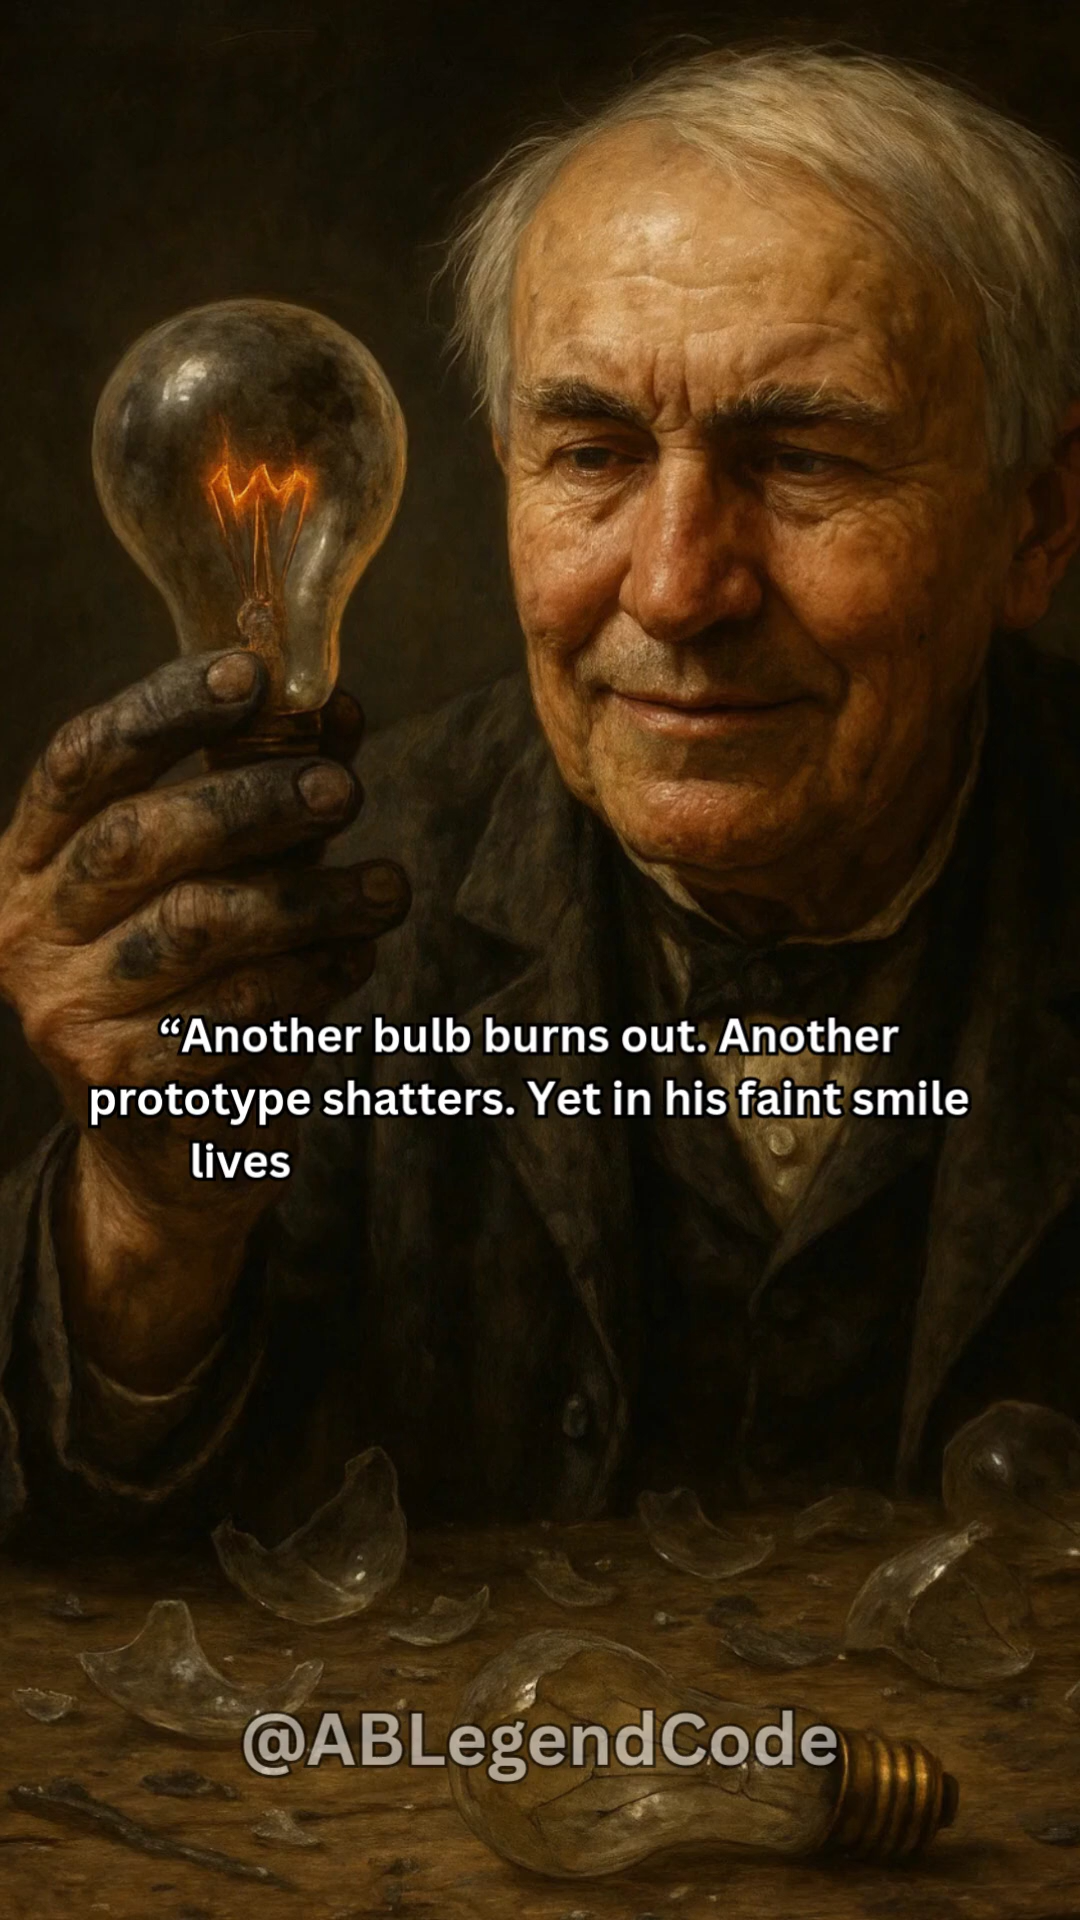 “Another bulb burns out. Another
prototype shatters. Yet in his faint smile
lives
@ABLegendCode